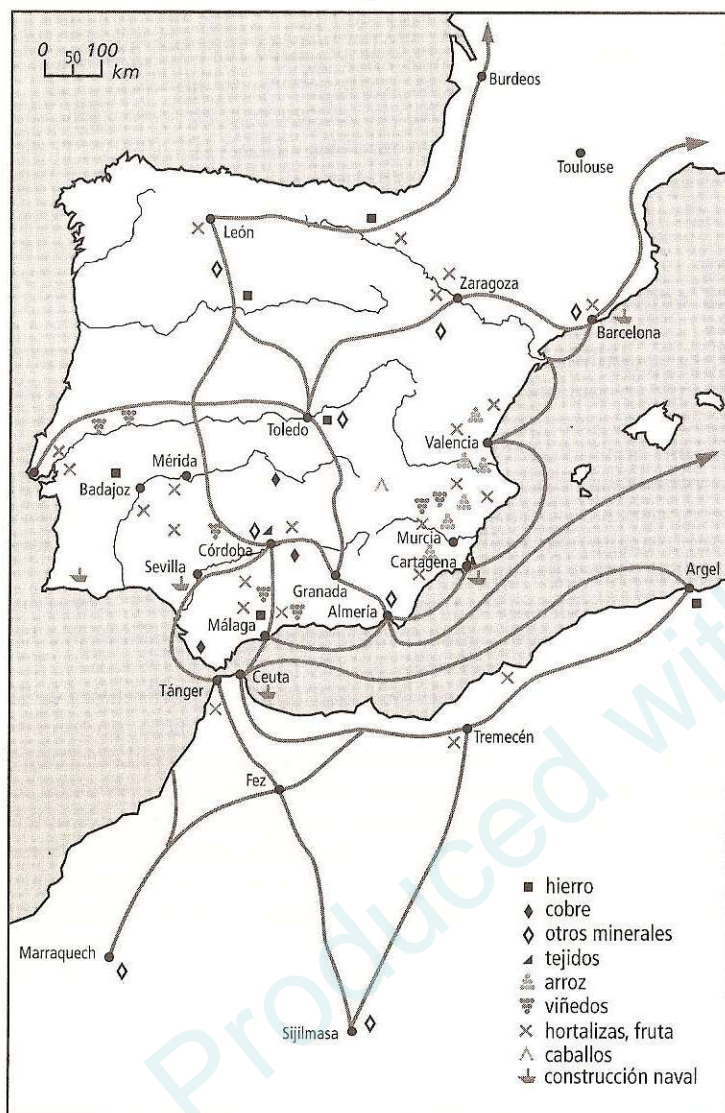 0 50 100
km
Burdeos
Toulouse
León
Zaragoza
Barcelona
Toledo
Valencia
Mérida
Badajoz
Murcia
Córdoba
Cartagena
Sevilla
Granada
Argel
Almería
Málaga
Ceuta
Tánger
Tremecén
Fez
Marraquech
Sijilmasa
hierro
cobre
otros minerales
tejidos
arroz
viñedos
hortalizas, fruta
caballos
construcción naval
Produced wit